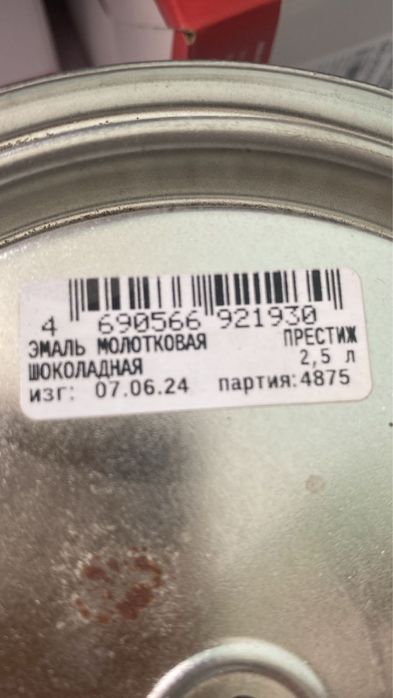 4 690566 921930
ЭМАЛЬ МОЛОТКОВАЯ ПРЕСТИЖ
ШОКОЛАДНАЯ 2,5 л
изг: 07.06.24 партия:4875